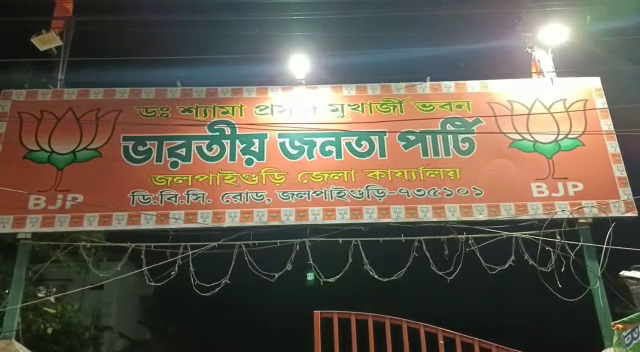 ডঃ শ্যামা প্রসাদ মুখার্জী ভবন
ভারতীয় জনতা পার্টি
জলপাইগুড়ি জেলা কার্য্যালয়
ডি.বি.সি. রোড, জলপাইগুড়ি-৭৩৫১০১
BJP
BJP